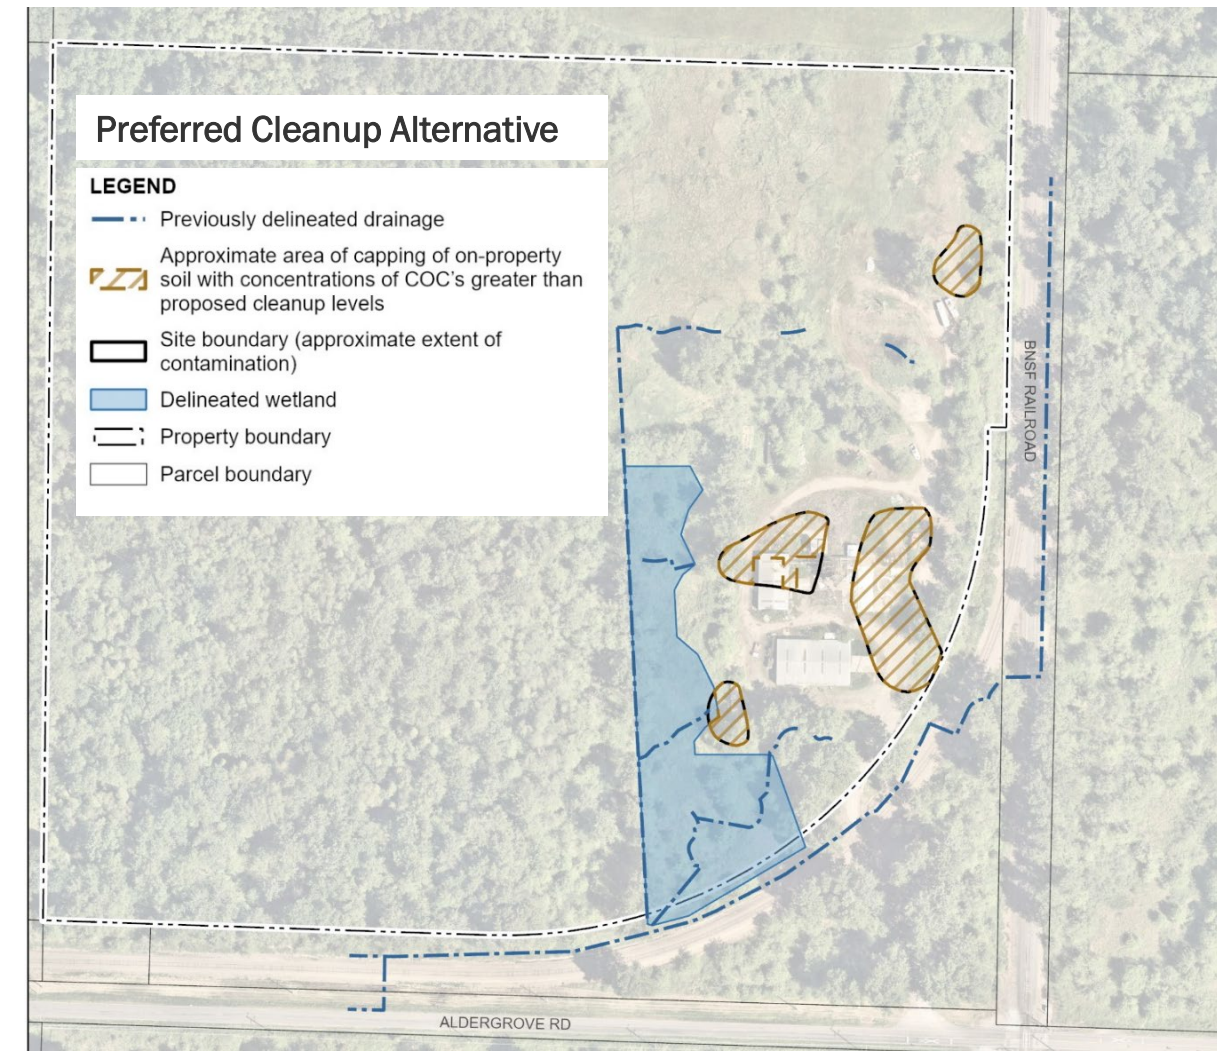 Preferred Cleanup Alternative
LEGEND
Previously delineated drainage
Approximate area of capping of on-property
soil with concentrations of COC's greater than
proposed cleanup levels
Site boundary (approximate extent of
contamination)
Delineated wetland
Property boundary
Parcel boundary
BNSF RAILROAD
ALDERGROVE RD